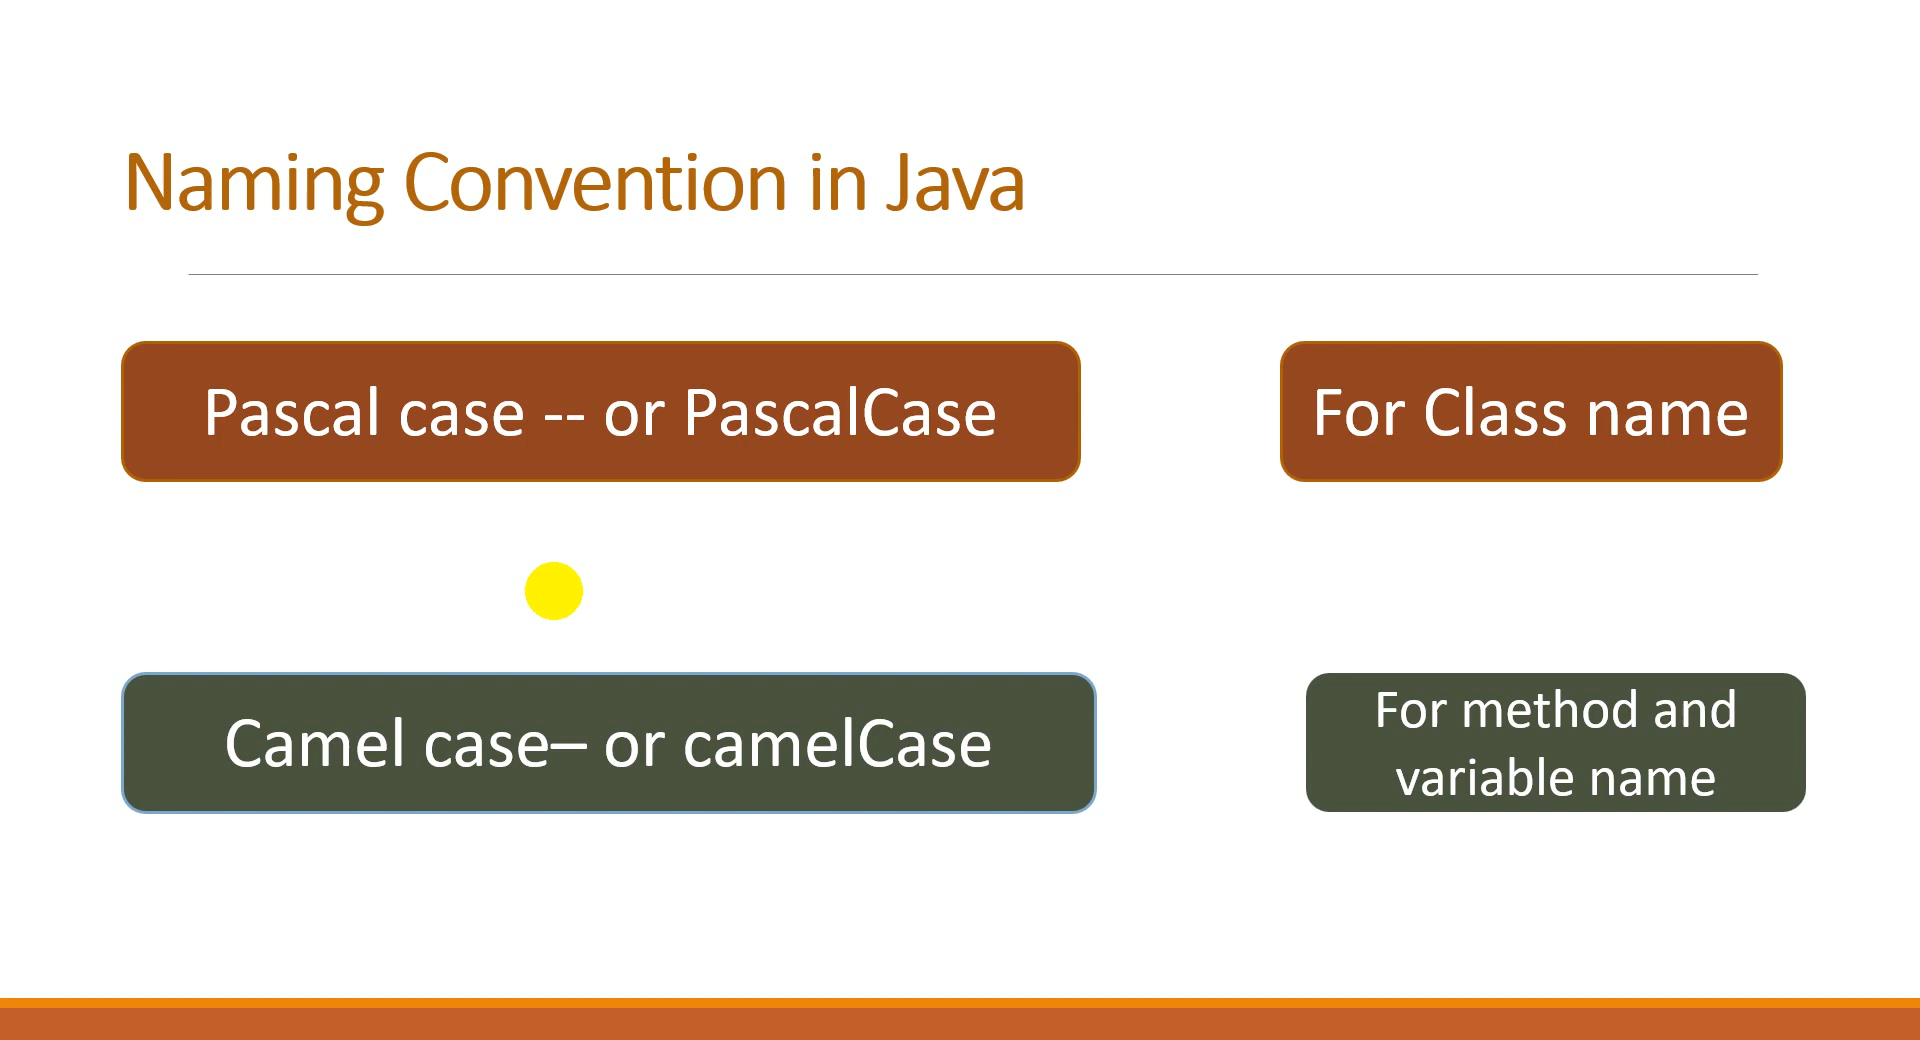 Naming Convention in Java
Pascal case -- or PascalCase
For Class name
Camel case– or camelCase
For method and
variable name